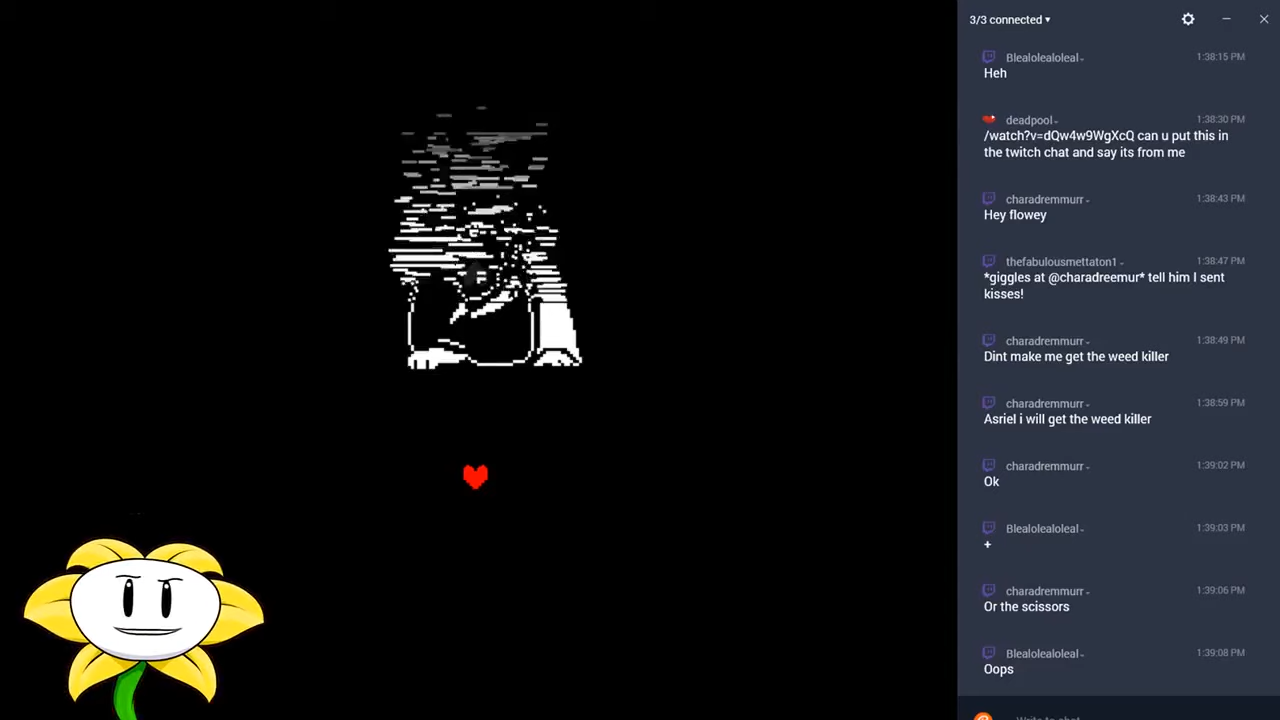 3/3 connected ▾
Blealolealoleal
1:38:15 PM
Heh
deadpool
1:38:30 PM
/watch?v=dQw4w9WgXcQ can u put this in
the twitch chat and say its from me
charadremmurr
1:38:43 PM
Hey flowey
thefabulousmettaton1
1:38:47 PM
*giggles at @charadreemur* tell him I sent
kisses!
charadremmurr
1:38:49 PM
Dint make me get the weed killer
charadremmurr
1:38:59 PM
Asriel i will get the weed killer
charadremmurr
1:39:02 PM
Ok
Blealolealoleal
1:39:03 PM
+
charadremmurr
1:39:06 PM
Or the scissors
Blealolealoleal
1:39:08 PM
Oops
Write to chat